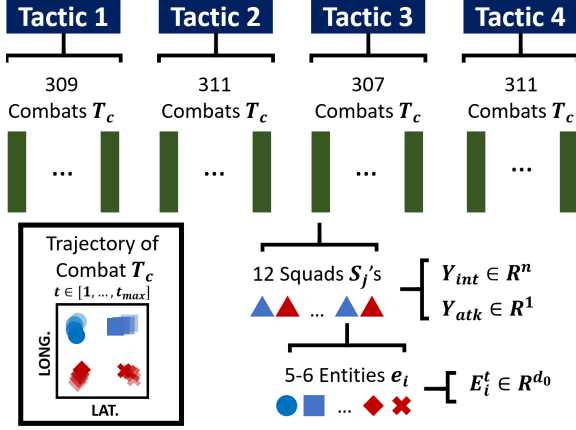 Tactic 1 Tactic 2 Tactic 3 Tactic 4
309 311 307 311
Combats T_c Combats T_c Combats T_c Combats T_c
... ... ... ...
Trajectory of
Combat T_c
t ∈ [1, ..., t_max]
LONG.
LAT.
12 Squads S_j's
...
Y_int ∈ R^n
Y_atk ∈ R^1
5-6 Entities e_i
...
E_i^t ∈ R^{d_0}